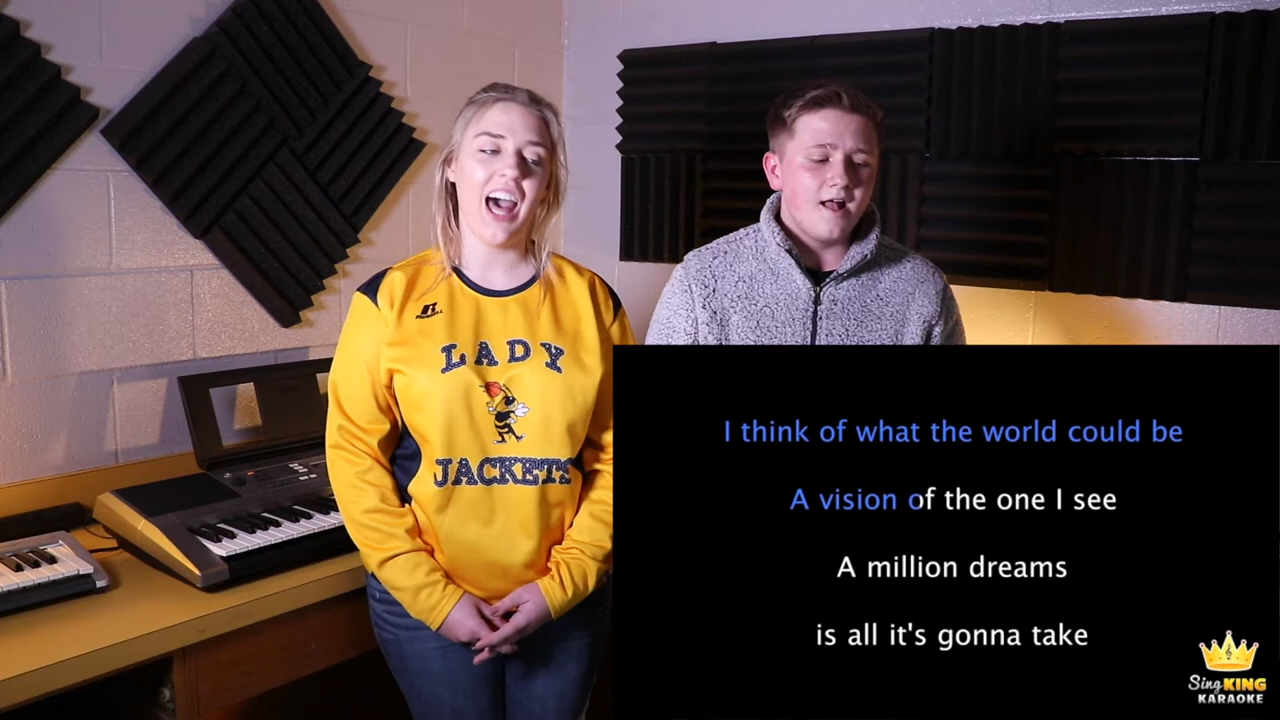 RUSSELL
LADY
JACKETS
I think of what the world could be
A vision of the one I see
A million dreams
is all it's gonna take
Sing KING
KARAOKE